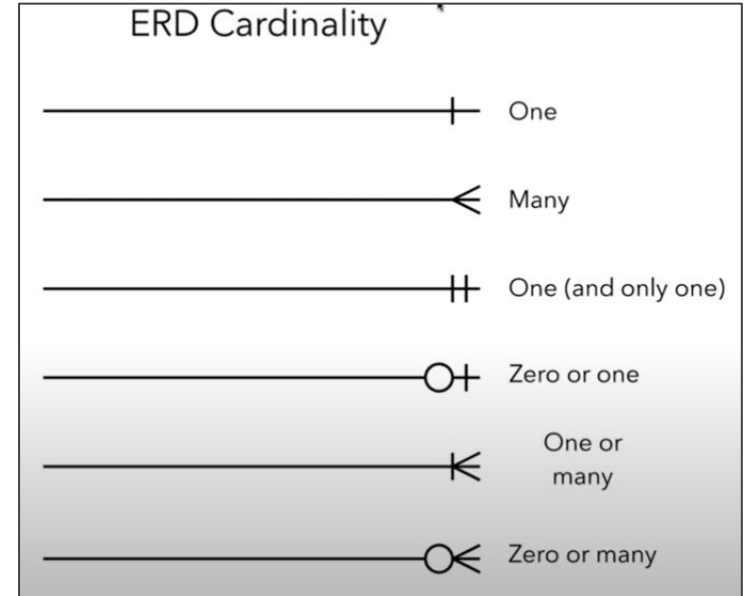 ERD Cardinality
One
Many
One (and only one)
Zero or one
One or
many
Zero or many